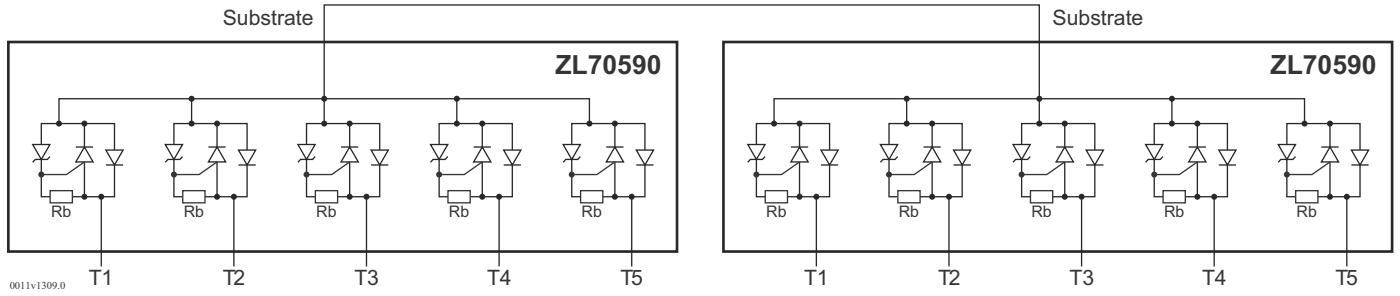 Substrate Substrate
ZL70590 ZL70590
Rb Rb Rb Rb Rb Rb Rb Rb Rb Rb
T1 T2 T3 T4 T5 T1 T2 T3 T4 T5
0011v1309.0